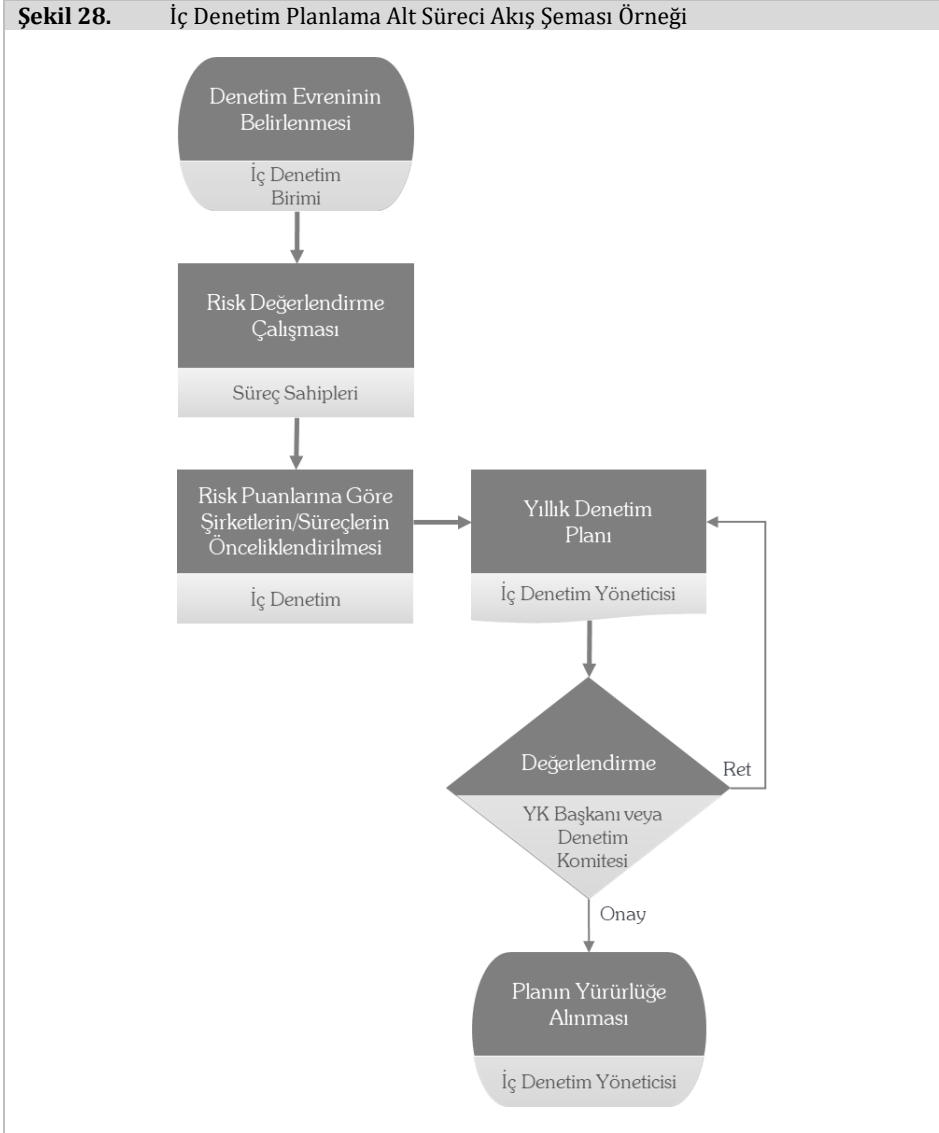 Şekil 28. İç Denetim Planlama Alt Süreci Akış Şeması Örneği
Denetim Evreninin
Belirlenmesi
İç Denetim
Birimi
Risk Değerlendirme
Çalışması
Süreç Sahipleri
Risk Puanlarına Göre
Şirketlerin/Süreçlerin
Önceliklendirilmesi
İç Denetim
Yıllık Denetim
Planı
İç Denetim Yöneticisi
Değerlendirme
Ret
YK Başkanı veya
Denetim
Komitesi
Onay
Planın Yürürlüğe
Alınması
İç Denetim Yöneticisi